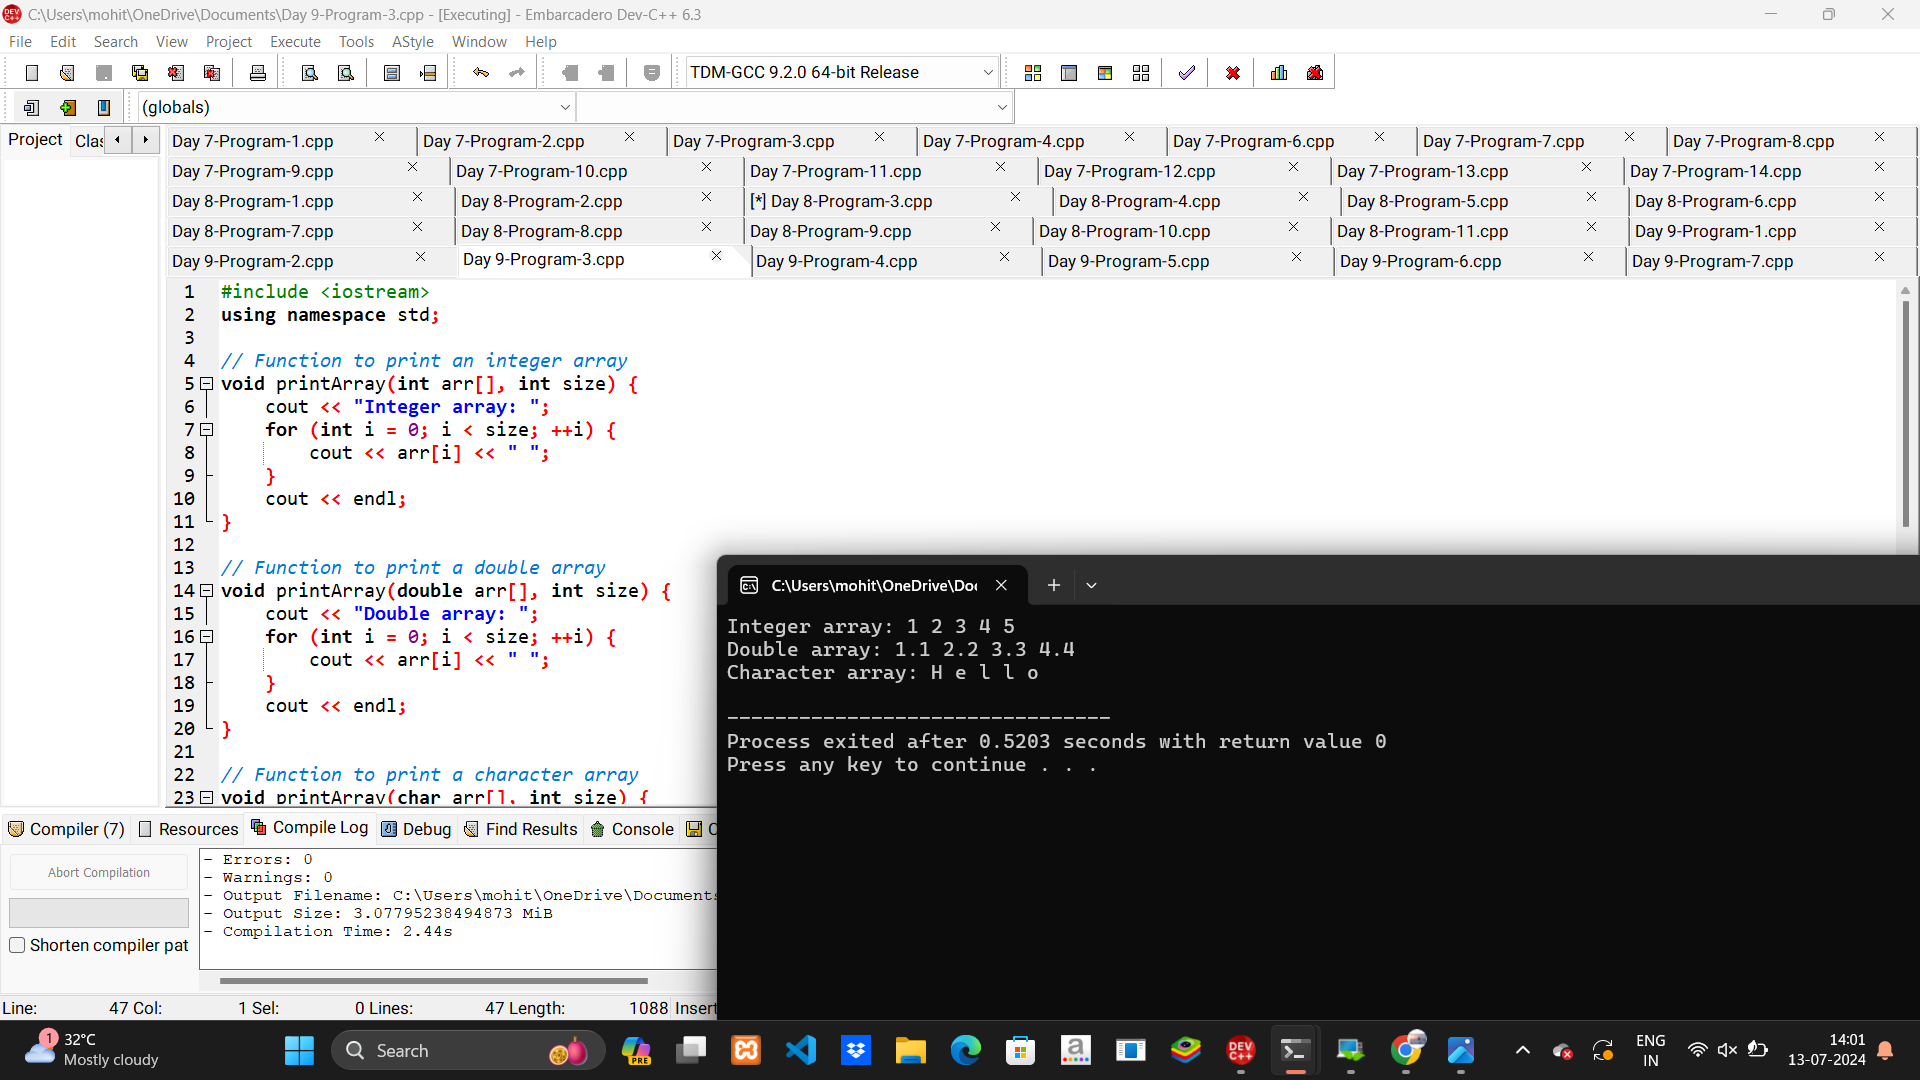 C:\Users\mohit\OneDrive\Documents\Day 9-Program-3.cpp - [Executing] - Embarcadero Dev-C++ 6.3
File Edit Search View Project Execute Tools AStyle Window Help
TDM-GCC 9.2.0 64-bit Release
(globals)
Project Clas
Day 7-Program-1.cpp Day 7-Program-2.cpp Day 7-Program-3.cpp Day 7-Program-4.cpp Day 7-Program-6.cpp Day 7-Program-7.cpp Day 7-Program-8.cpp
Day 7-Program-9.cpp Day 7-Program-10.cpp Day 7-Program-11.cpp Day 7-Program-12.cpp Day 7-Program-13.cpp Day 7-Program-14.cpp
Day 8-Program-1.cpp Day 8-Program-2.cpp [*] Day 8-Program-3.cpp Day 8-Program-4.cpp Day 8-Program-5.cpp Day 8-Program-6.cpp
Day 8-Program-7.cpp Day 8-Program-8.cpp Day 8-Program-9.cpp Day 8-Program-10.cpp Day 8-Program-11.cpp Day 9-Program-1.cpp
Day 9-Program-2.cpp Day 9-Program-3.cpp Day 9-Program-4.cpp Day 9-Program-5.cpp Day 9-Program-6.cpp Day 9-Program-7.cpp
1 #include <iostream>
2 using namespace std;
3
4 // Function to print an integer array
5 void printArray(int arr[], int size) {
6 cout << "Integer array: ";
7 for (int i = 0; i < size; ++i) {
8 cout << arr[i] << " ";
9 }
10 cout << endl;
11 }
12
13 // Function to print a double array
14 void printArray(double arr[], int size) {
15 cout << "Double array: ";
16 for (int i = 0; i < size; ++i) {
17 cout << arr[i] << " ";
18 }
19 cout << endl;
20 }
21
22 // Function to print a character array
23 void printArray(char arr[], int size) {
C:\Users\mohit\OneDrive\Doc
Integer array: 1 2 3 4 5
Double array: 1.1 2.2 3.3 4.4
Character array: H e l l o
--------------------------------
Process exited after 0.5203 seconds with return value 0
Press any key to continue . . .
Compiler (7) Resources Compile Log Debug Find Results Console C
Abort Compilation
Shorten compiler pat
- Errors: 0
- Warnings: 0
- Output Filename: C:\Users\mohit\OneDrive\Documents
- Output Size: 3.07795238494873 MiB
- Compilation Time: 2.44s
Line: 47 Col: 1 Sel: 0 Lines: 47 Length: 1088 Insert
1 32°C
Mostly cloudy
Search
PRE
DEV C++
ENG
IN
14:01
13-07-2024